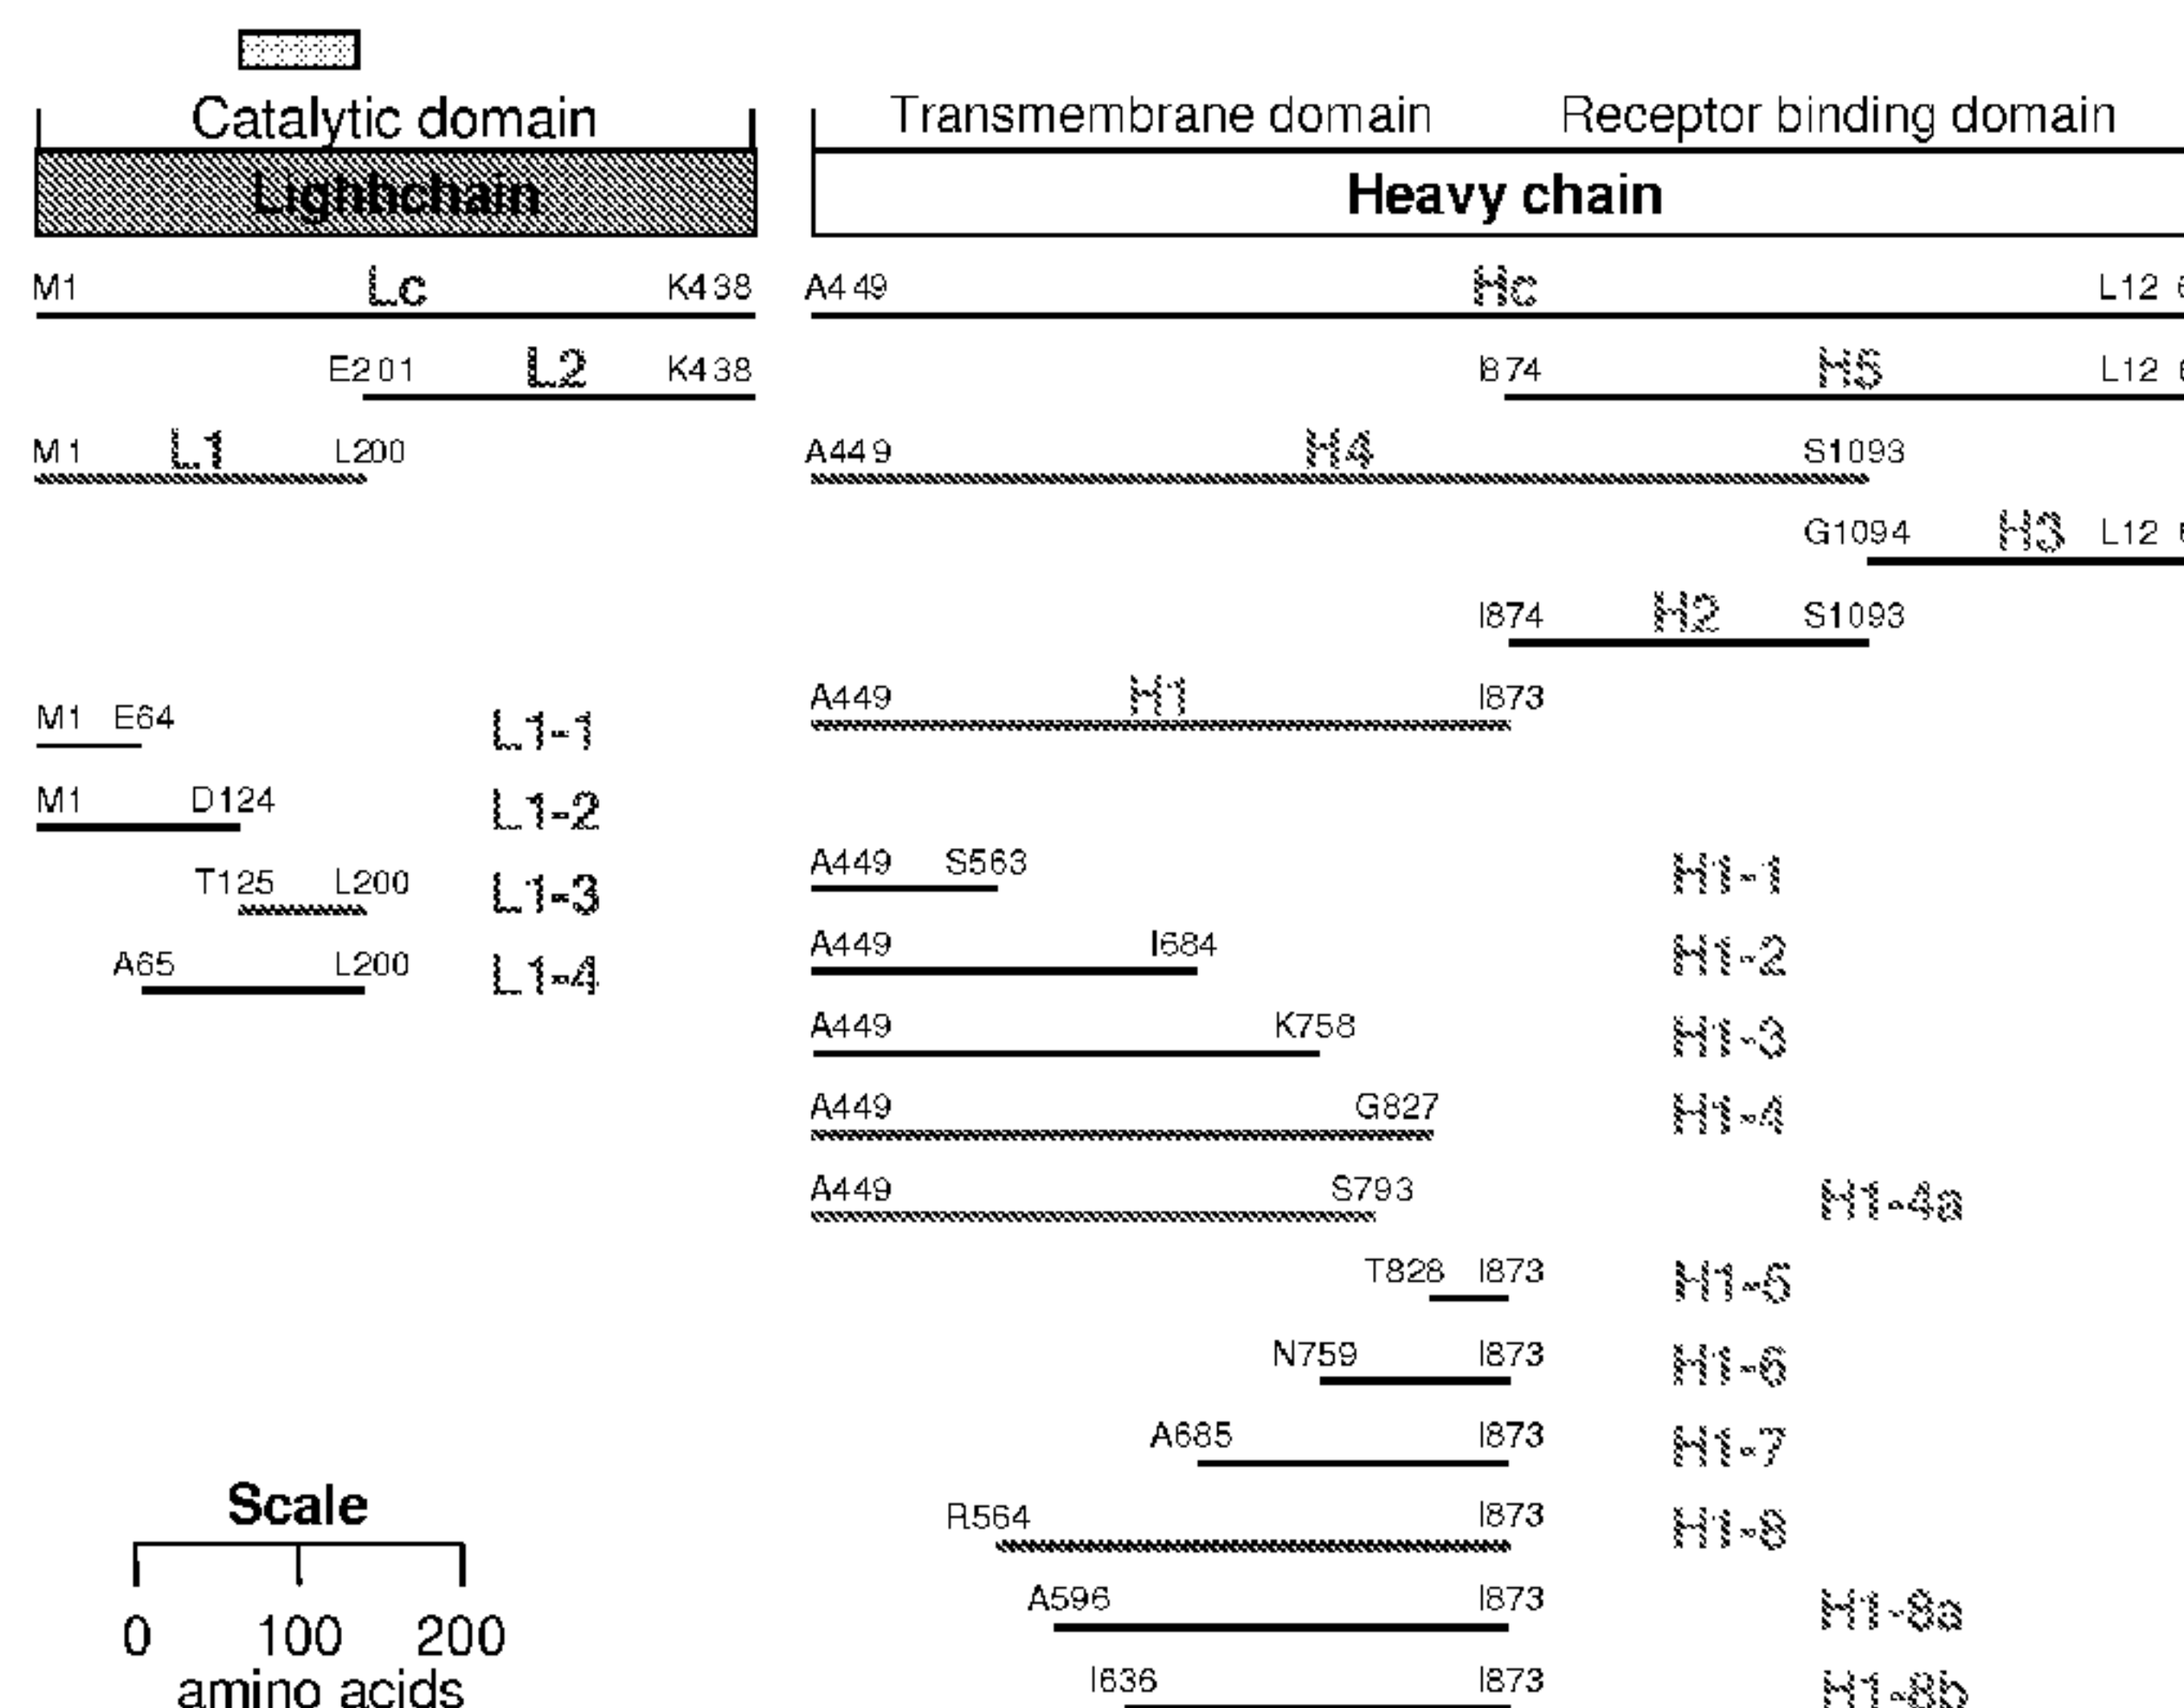 Catalytic domain Transmembrane domain Receptor binding domain
Heavy chain
M1 Lc K438 A449 Hc L12
E201 L2 K438 I874 H5 L12
M1 L1 L200 A449 H4 S1093
G1094 H3 L12
I874 H2 S1093
A449 H1 I873
M1 E64 L1-1
M1 D124 L1-2
A449 S563 H1-1
T125 L200 L1-3
A449 I684 H1-2
A65 L200 L1-4
A449 K758 H1-3
A449 G827 H1-4
A449 S793 H1-4a
T828 I873 H1-5
N759 I873 H1-6
A685 I873 H1-7
Scale
R564 I873 H1-8
A596 I873 H1-8a
0 100 200
amino acids
I636 I873 H1-8b